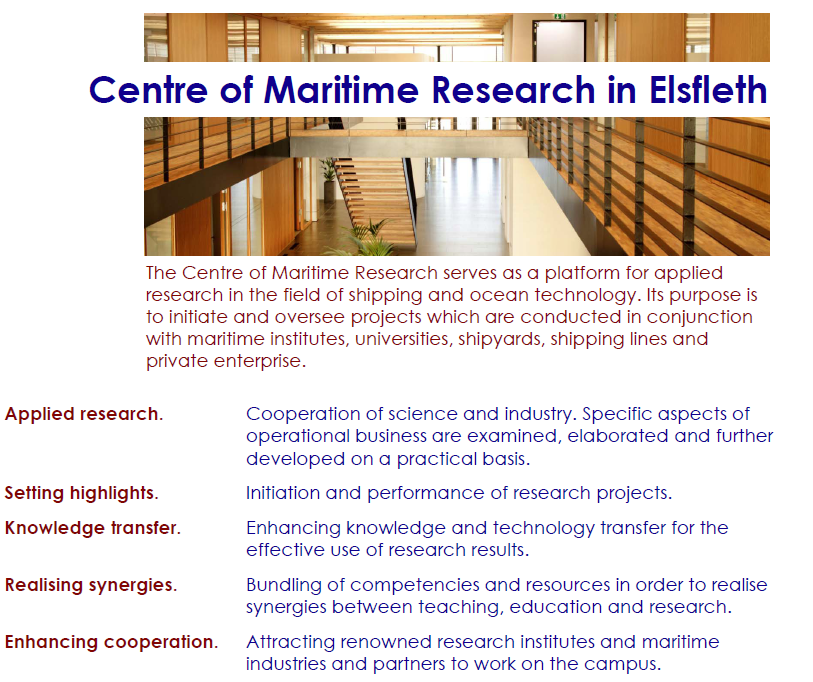 Centre of Maritime Research in Elsfleth
The Centre of Maritime Research serves as a platform for applied
research in the field of shipping and ocean technology. Its purpose is
to initiate and oversee projects which are conducted in conjunction
with maritime institutes, universities, shipyards, shipping lines and
private enterprise.
Applied research.
Cooperation of science and industry. Specific aspects of
operational business are examined, elaborated and further
developed on a practical basis.
Setting highlights.
Initiation and performance of research projects.
Knowledge transfer.
Enhancing knowledge and technology transfer for the
effective use of research results.
Realising synergies.
Bundling of competencies and resources in order to realise
synergies between teaching, education and research.
Enhancing cooperation.
Attracting renowned research institutes and maritime
industries and partners to work on the campus.